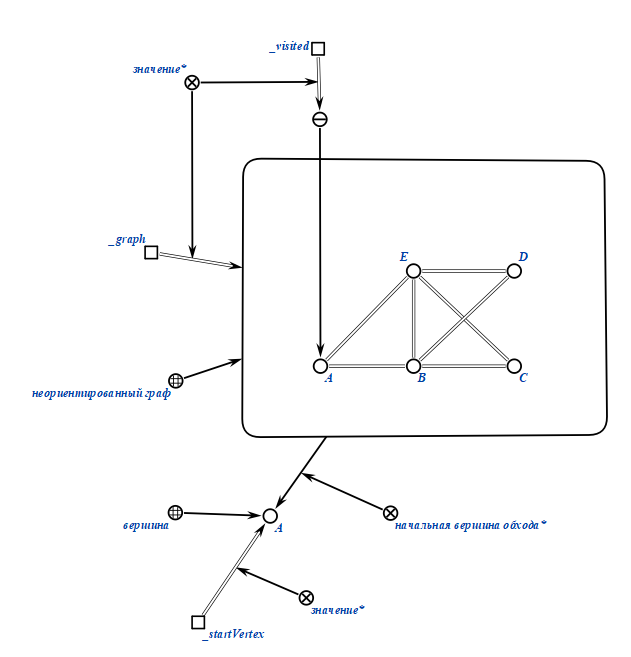 _visited
значение*
_graph
E
D
A
B
C
неориентированный граф
вершина
A
начальная вершина обхода*
значение*
_startVertex